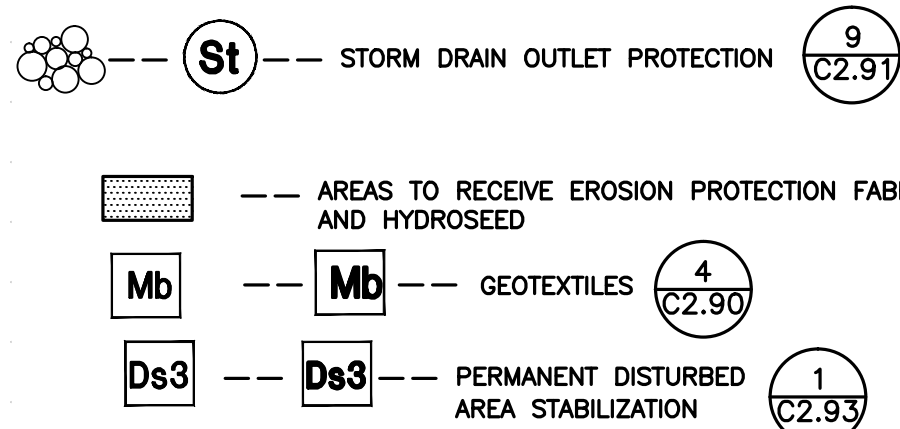 St STORM DRAIN OUTLET PROTECTION 9
C2.91
AREAS TO RECEIVE EROSION PROTECTION
AND HYDROSEED
Mb Mb GEOTEXTILES 4
C2.90
Ds3 Ds3 PERMANENT DISTURBED 1
AREA STABILIZATION C2.93